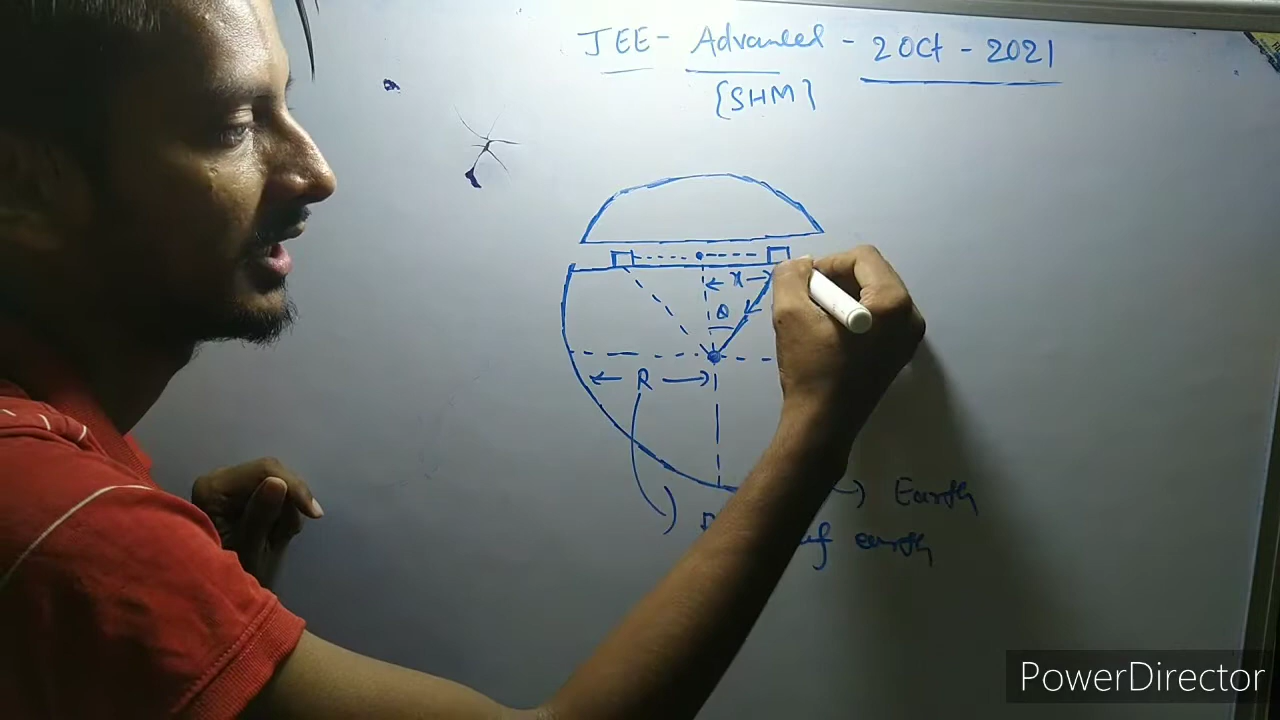 JEE - Advanced - 2 Oct - 2021
{SHM}
x
θ
R
Earth
of earth
PowerDirector